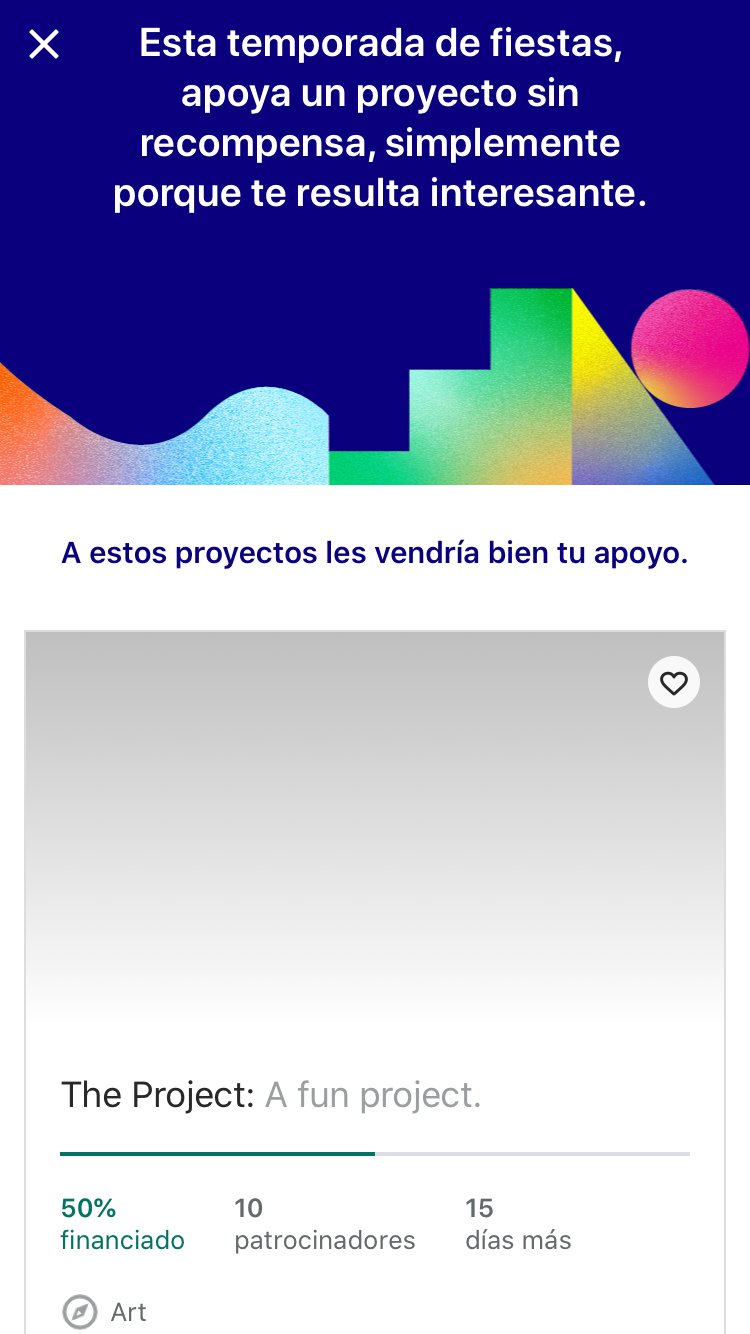 Esta temporada de fiestas,
apoya un proyecto sin
recompensa, simplemente
porque te resulta interesante.
A estos proyectos les vendría bien tu apoyo.
The Project: A fun project.
50% 10 15
financiado patrocinadores días más
Art